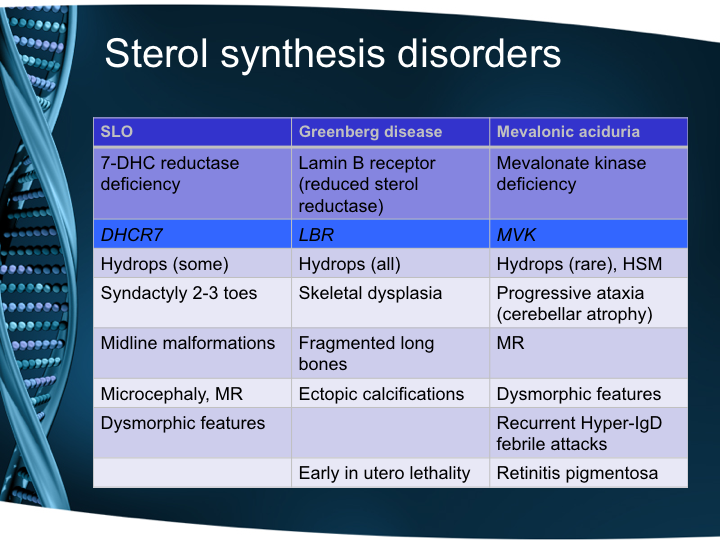 Sterol synthesis disorders
SLO
Greenberg disease
Mevalonic aciduria
7-DHC reductase
deficiency
Lamin B receptor
(reduced sterol
reductase)
Mevalonate kinase
deficiency
DHCR7
LBR
MVK
Hydrops (some)
Hydrops (all)
Hydrops (rare), HSM
Syndactyly 2-3 toes
Skeletal dysplasia
Progressive ataxia
(cerebellar atrophy)
Midline malformations
Fragmented long
bones
MR
Microcephaly, MR
Ectopic calcifications
Dysmorphic features
Dysmorphic features
Recurrent Hyper-IgD
febrile attacks
Early in utero lethality
Retinitis pigmentosa